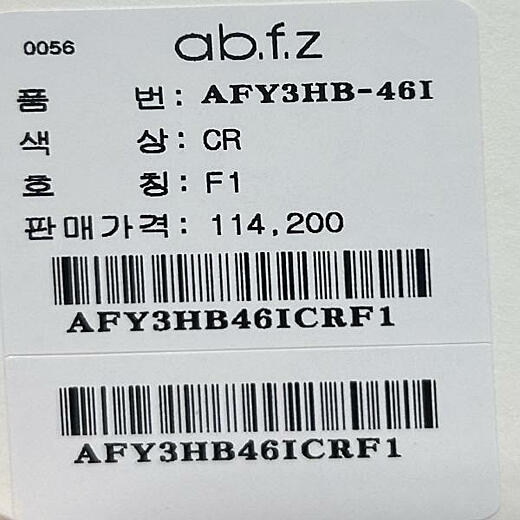 0056 ab.f.z
품 번 : AFY3HB-46I
색 상 : CR
호 칭 : F1
판매가격 : 114,200
AFY3HB46ICRF1
AFY3HB46ICRF1